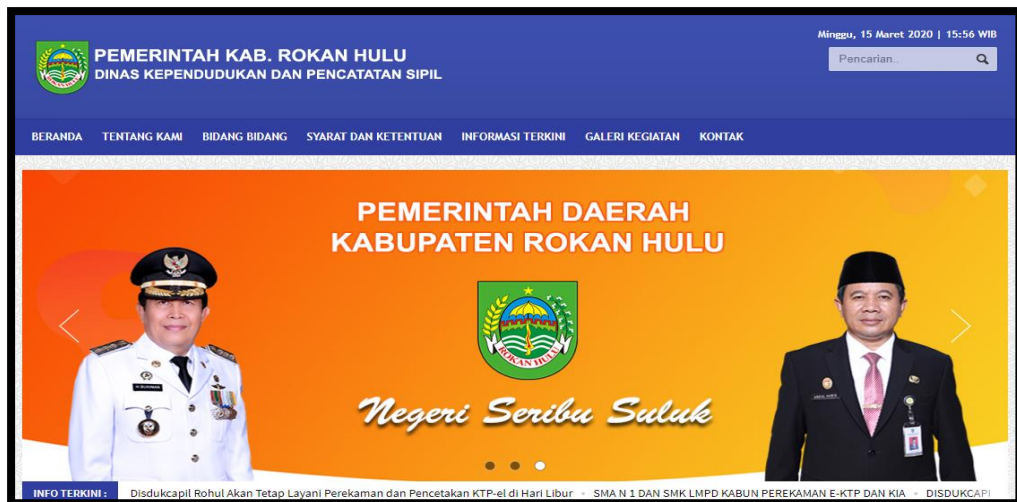 Minggu, 15 Maret 2020 | 15:56 WIB
PEMERINTAH KAB. ROKAN HULU
DINAS KEPENDUDUKAN DAN PENCATATAN SIPIL
Pencarian..
BERANDA TENTANG KAMI BIDANG BIDANG SYARAT DAN KETENTUAN INFORMASI TERKINI GALERI KEGIATAN KONTAK
PEMERINTAH DAERAH
KABUPATEN ROKAN HULU
ROKAN HULU
Negeri Seribu Suluk
INFO TERKINI : Disdukcapil Rohul Akan Tetap Layani Perekaman dan Pencetakan KTP-el di Hari Libur SMA N 1 DAN SMK LMPD KABUN PEREKAMAN E-KTP DAN KIA DISDUKCAPI